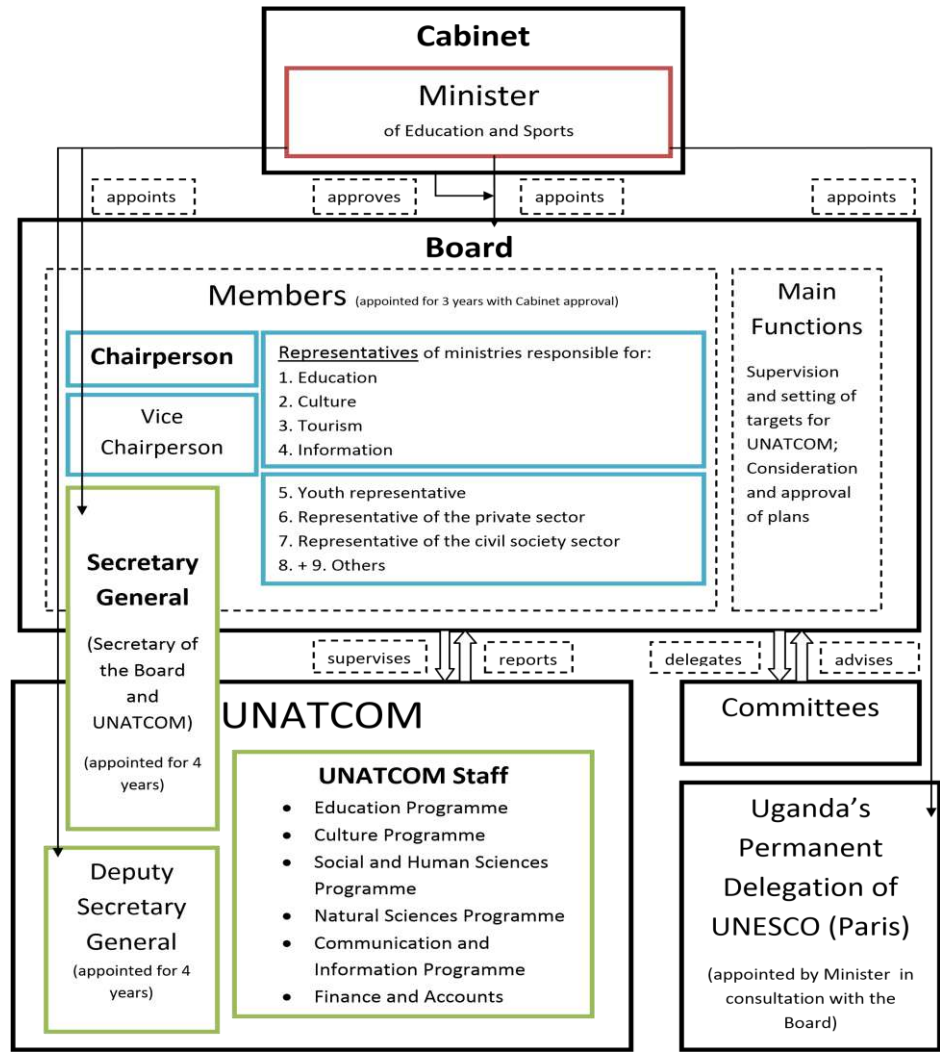 Cabinet
Minister
of Education and Sports
appoints
approves
appoints
appoints
Board
Members (appointed for 3 years with Cabinet approval)
Chairperson
Vice
Chairperson
Representatives of ministries responsible for:
1. Education
2. Culture
3. Tourism
4. Information
5. Youth representative
6. Representative of the private sector
7. Representative of the civil society sector
8. + 9. Others
Main
Functions
Supervision
and setting of
targets for
UNATCOM;
Consideration
and approval
of plans
Secretary
General
(Secretary of
the Board
and
UNATCOM)
(appointed for 4
years)
supervises
reports
delegates
advises
UNATCOM
UNATCOM Staff
• Education Programme
• Culture Programme
• Social and Human Sciences
Programme
• Natural Sciences Programme
• Communication and
Information Programme
• Finance and Accounts
Deputy
Secretary
General
(appointed for 4
years)
Committees
Uganda’s
Permanent
Delegation of
UNESCO (Paris)
(appointed by Minister in
consultation with the
Board)